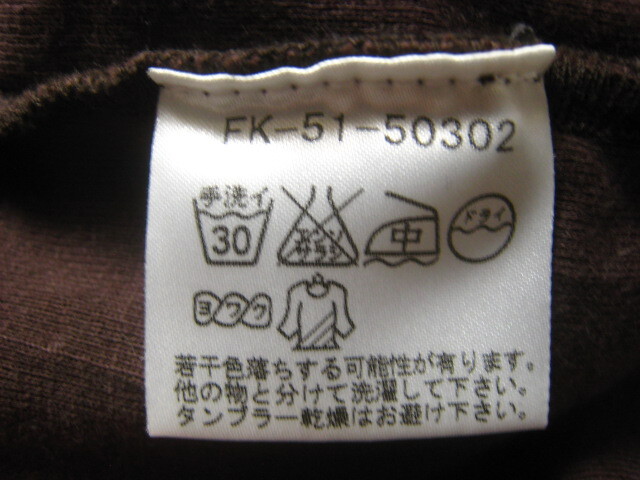 FK-51-50302
手洗イ
30
エンソ
サラシ
中
ドライ
ヨワク
若干色落ちする可能性が有ります。
他の物と分けて洗濯して下さい。
タンブラー乾燥はお避け下さい。